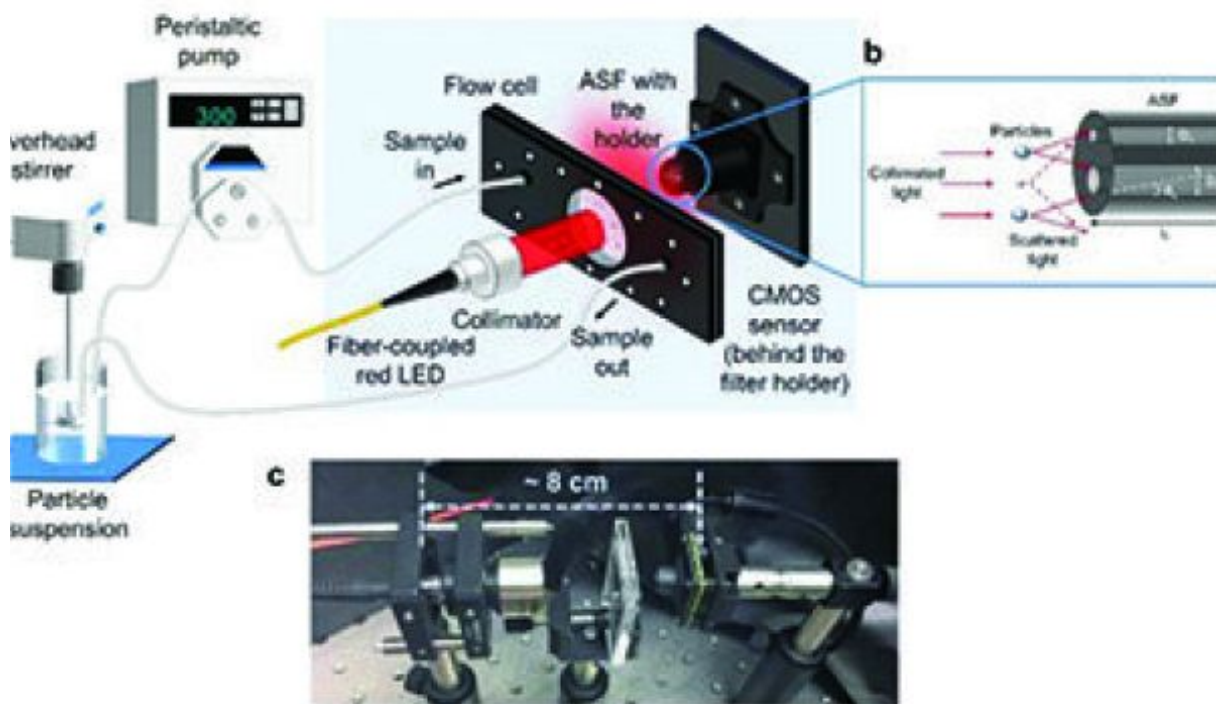 Peristaltic
pump
300
verhead
stirrer
Flow cell
Sample
in
ASF with
the
holder
Collimator
Fiber-coupled
red LED
Sample
out
CMOS
sensor
(behind the
filter holder)
Particle
suspension
b
ASF
Particles
Collimated
light
Scattered
light
c
~ 8 cm